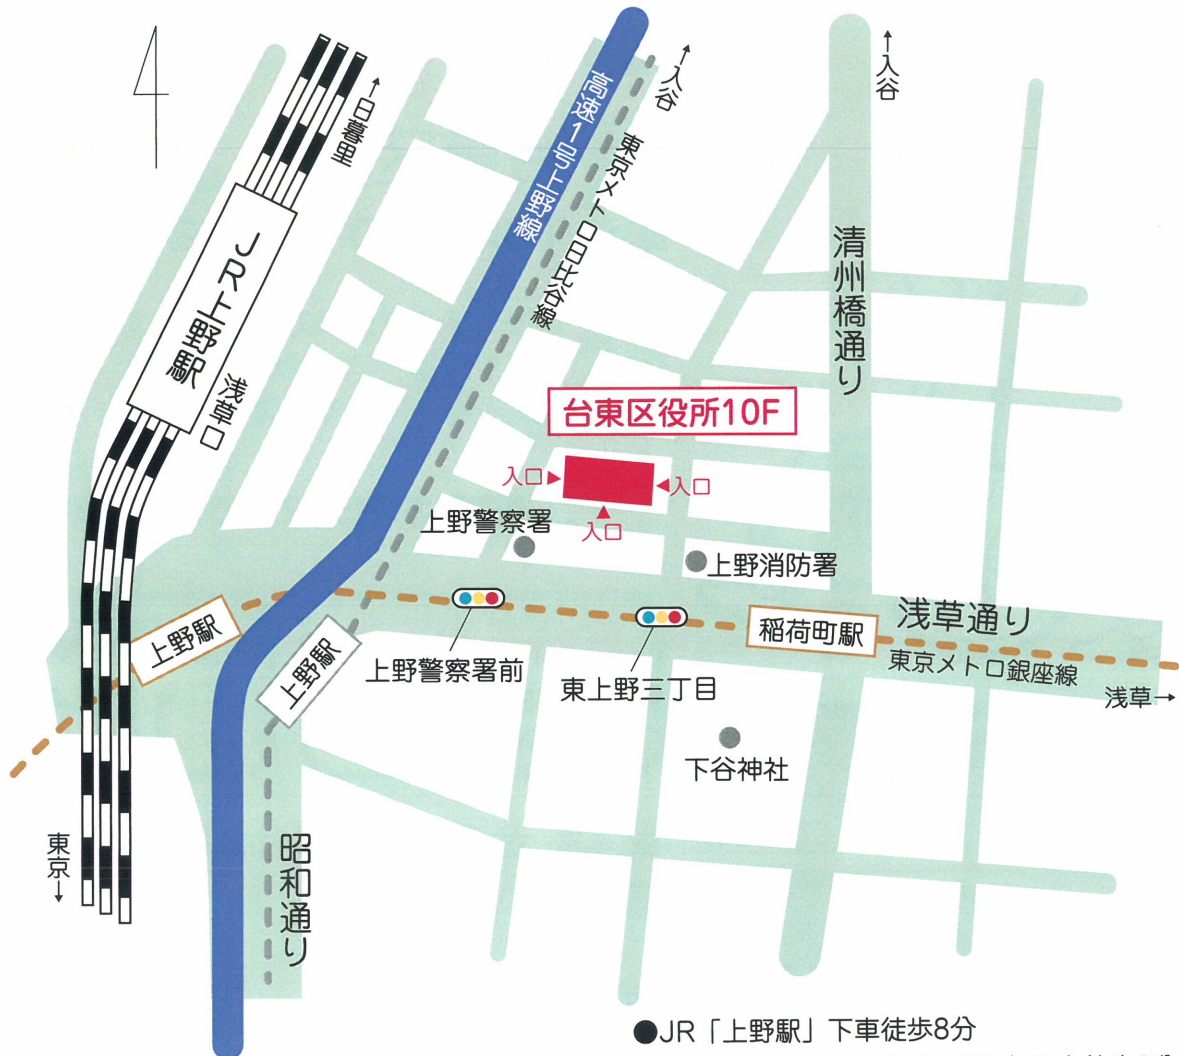 ↑入谷
↑入谷
↑日暮里
高速1号上野線
東京メトロ日比谷線
清州橋通り
JR上野駅
浅草口
台東区役所10F
入口
入口
入口
上野警察署
上野消防署
上野駅
上野駅
上野警察署前
東上野三丁目
稲荷町駅
浅草通り
東京メトロ銀座線
浅草→
下谷神社
東京↓
昭和通り
●JR「上野駅」下車徒歩8分